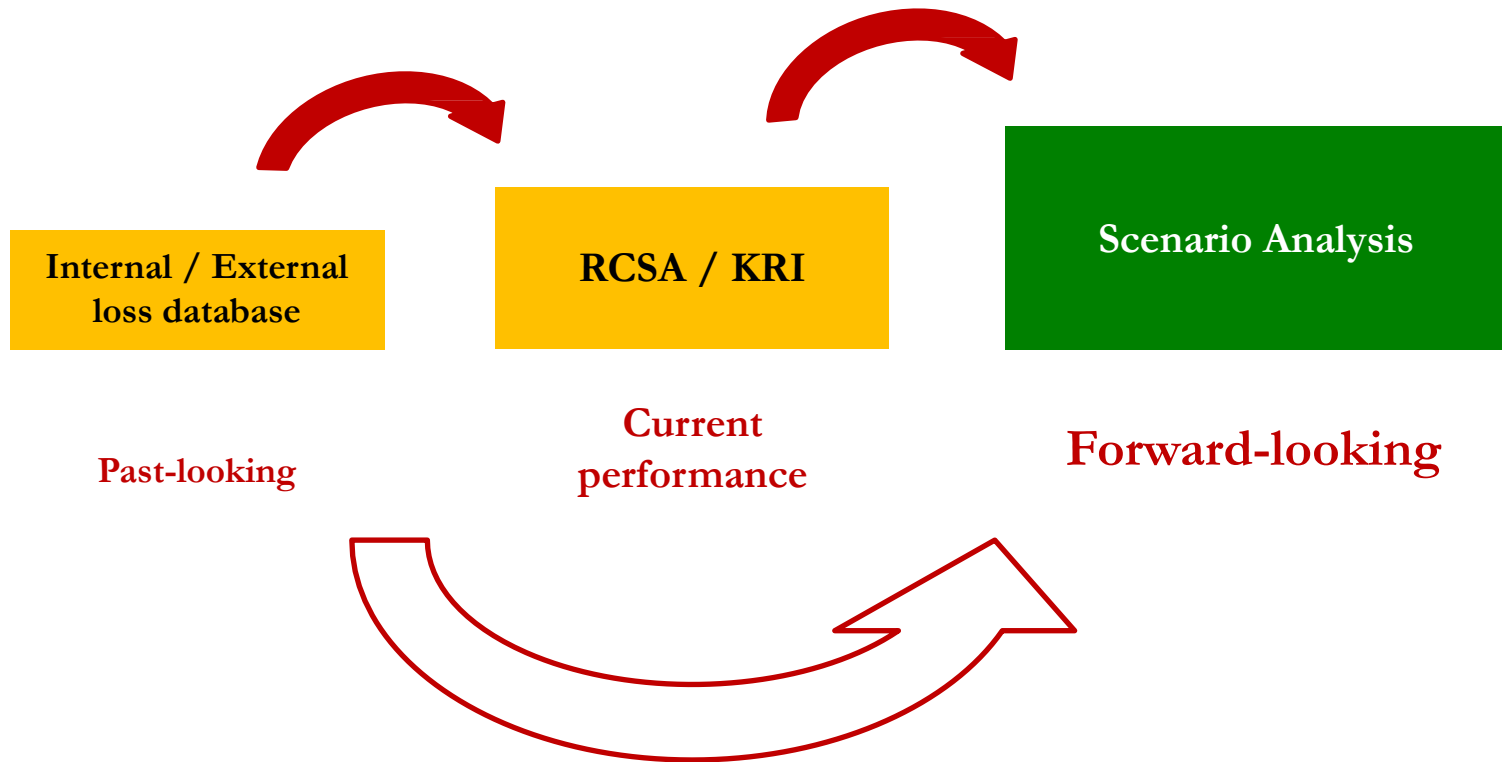 Internal / External
loss database
RCSA / KRI
Scenario Analysis
Past-looking
Current
performance
Forward-looking